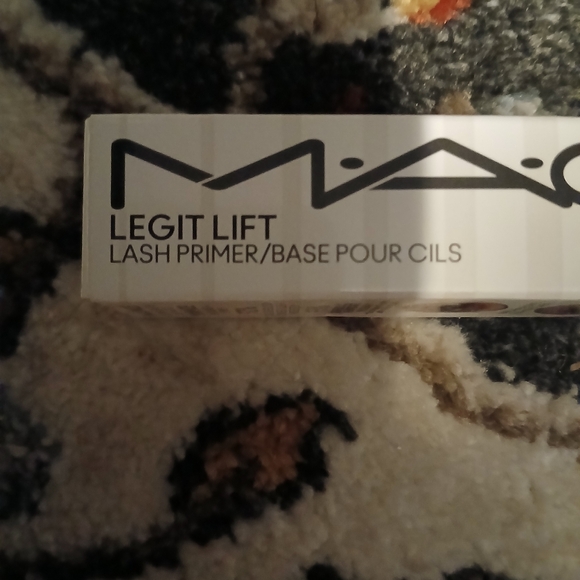 M·A·C
LEGIT LIFT
LASH PRIMER/BASE POUR CILS